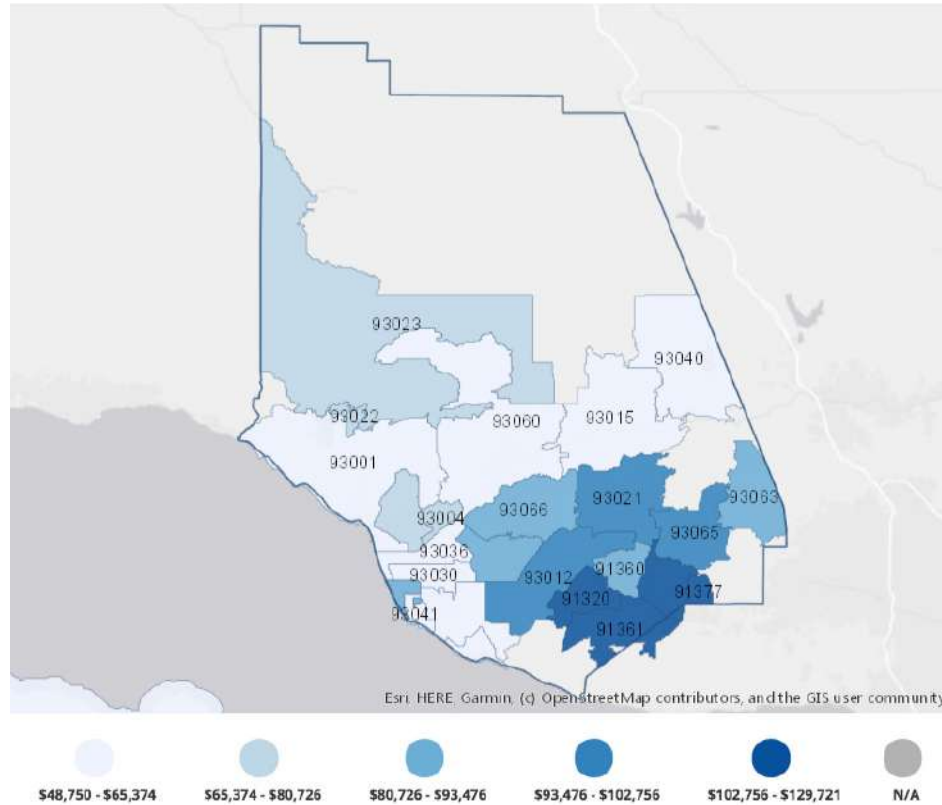 93023
93040
93022
93060
93015
93001
93004
93066
93021
93063
93065
93036
93030
93012
91360
91377
91320
93041
91361
Esri, HERE, Garmin, (c) OpenStreetMap contributors, and the GIS user community
$48,750 - $65,374
$65,374 - $80,726
$80,726 - $93,476
$93,476 - $102,756
$102,756 - $129,721
N/A